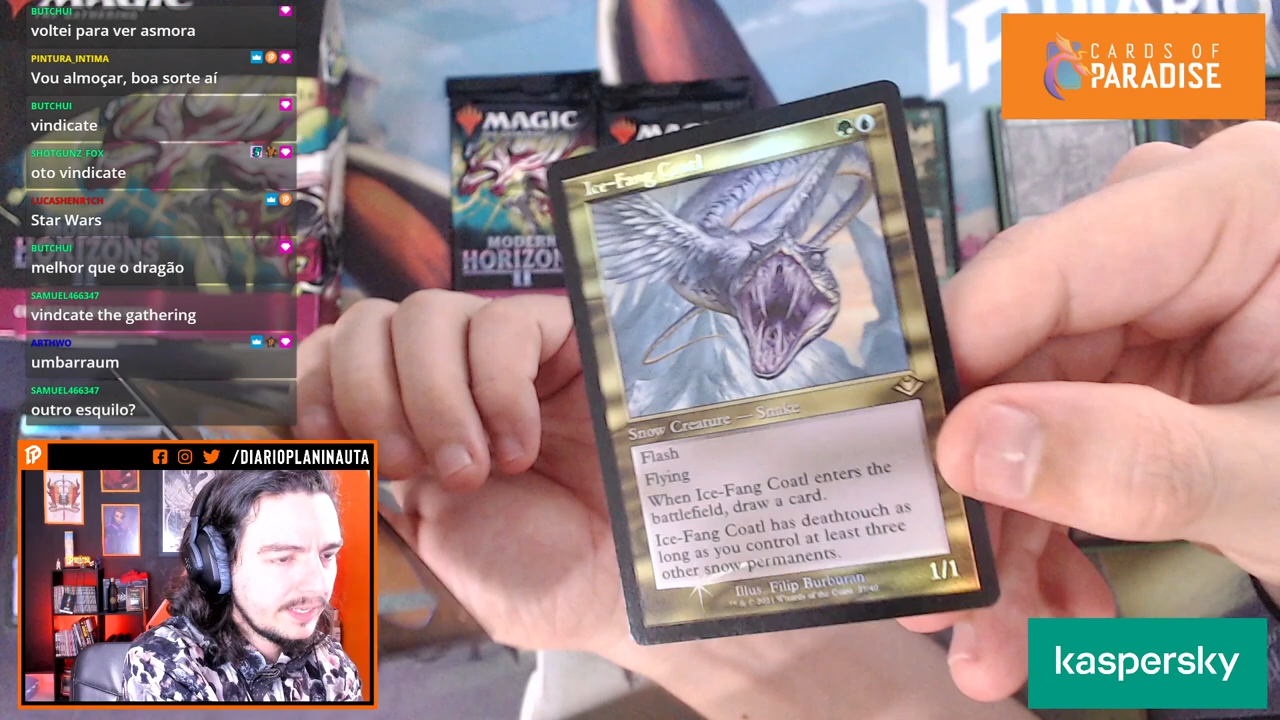 BUTCHUI
voltei para ver asmora
PINTURA_INTIMA
Vou almoçar, boa sorte aí
BUTCHUI
vindicate
SHOTGUNZ_FOX
oto vindicate
LUCASHENR1CH
Star Wars
BUTCHUI
melhor que o dragão
SAMUEL466347
vindcate the gathering
ARTHWO
umbarraum
SAMUEL466347
outro esquilo?
/DIARIOPLANINAUTA
MAGIC
MODERN
HORIZONS
II
Ice-Fang Coatl
Snow Creature — Snake
Flash
Flying
When Ice-Fang Coatl enters the
battlefield, draw a card.
Ice-Fang Coatl has deathtouch as
long as you control at least three
other snow permanents.
Illus. Filip Burburan
1/1
CARDS OF
PARADISE
kaspersky